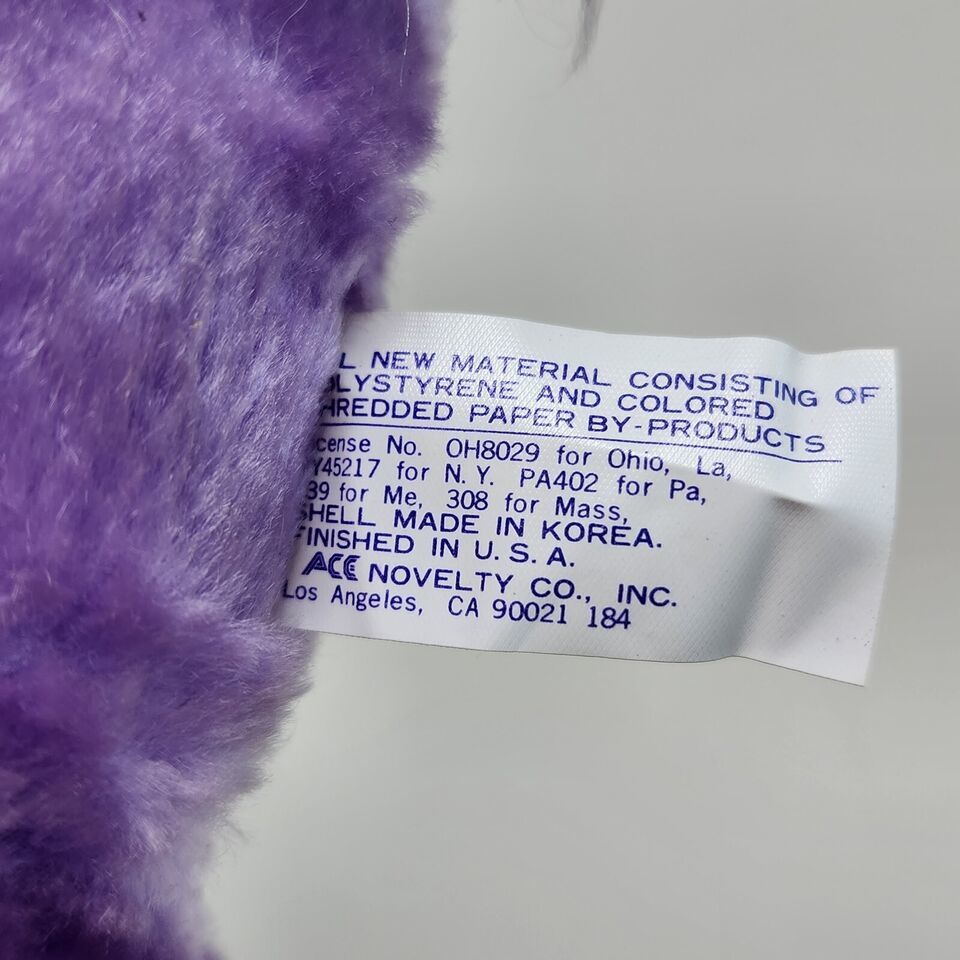 L NEW MATERIAL CONSISTING OF
LYSTYRENE AND COLORED
HREDDED PAPER BY-PRODUCTS
cense No. OH8029 for Ohio, La,
Y45217 for N.Y. PA402 for Pa,
39 for Me, 308 for Mass,
SHELL MADE IN KOREA.
FINISHED IN U.S.A.
ACE NOVELTY CO., INC.
Los Angeles, CA 90021 184